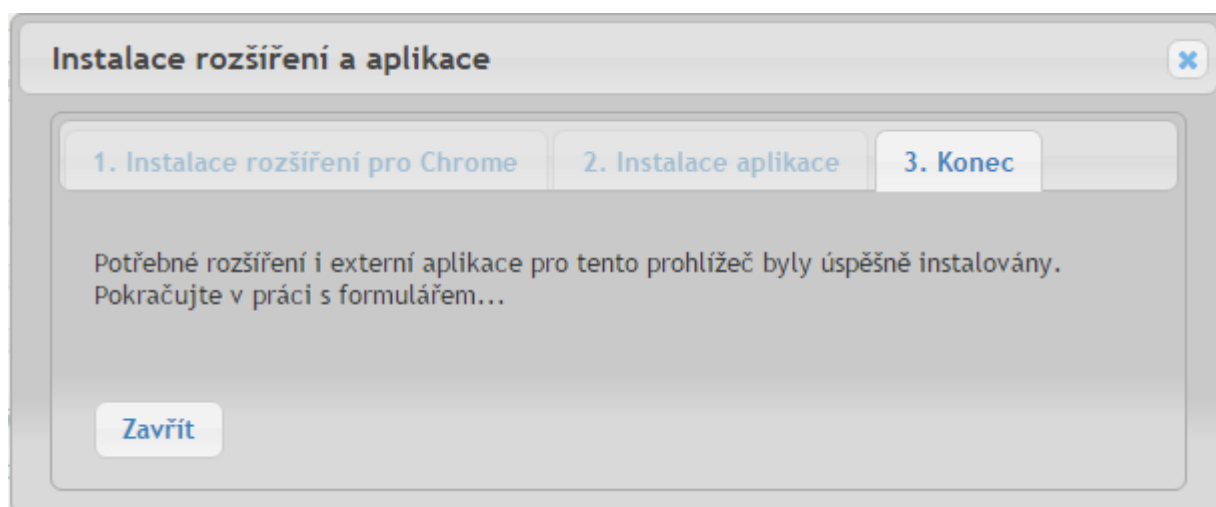 Instalace rozšíření a aplikace
1. Instalace rozšíření pro Chrome
2. Instalace aplikace
3. Konec
Potřebné rozšíření i externí aplikace pro tento prohlížeč byly úspěšně instalovány.
Pokračujte v práci s formulářem...
Zavřít